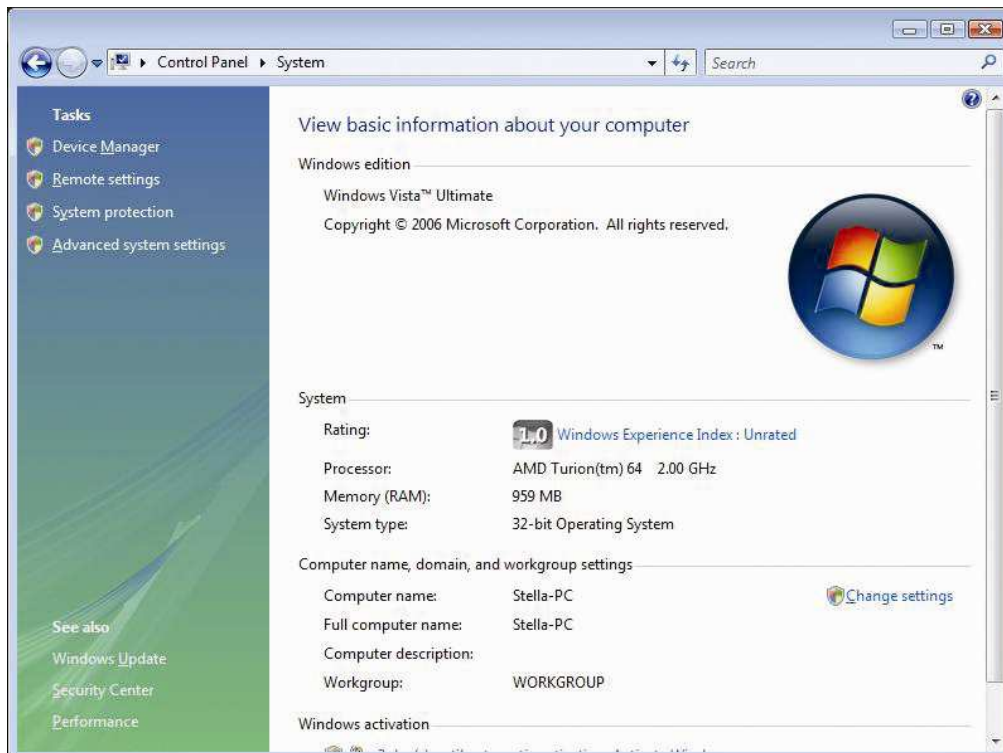 Control Panel System
Search
Tasks
Device Manager
Remote settings
System protection
Advanced system settings
See also
Windows Update
Security Center
Performance
View basic information about your computer
Windows edition
Windows Vista™ Ultimate
Copyright © 2006 Microsoft Corporation. All rights reserved.
TM
System
Rating: 1.0 Windows Experience Index : Unrated
Processor: AMD Turion(tm) 64 2.00 GHz
Memory (RAM): 959 MB
System type: 32-bit Operating System
Computer name, domain, and workgroup settings
Computer name: Stella-PC Change settings
Full computer name: Stella-PC
Computer description:
Workgroup: WORKGROUP
Windows activation